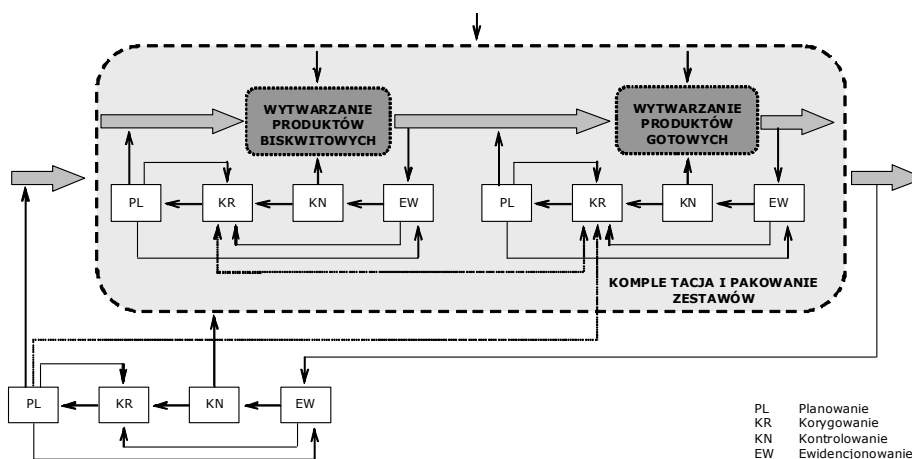 WYTWARZANIE
PRODUKTÓW
BISKWITOWYCH
WYTWARZANIE
PRODUKTÓW
GOTOWYCH
PL
KR
KN
EW
PL
KR
KN
EW
KOMPLE TACJA I PAKOWANIE
ZESTAWÓW
PL
KR
KN
EW
PL Planowanie
KR Korygowanie
KN Kontrolowanie
EW Ewidencjonowanie